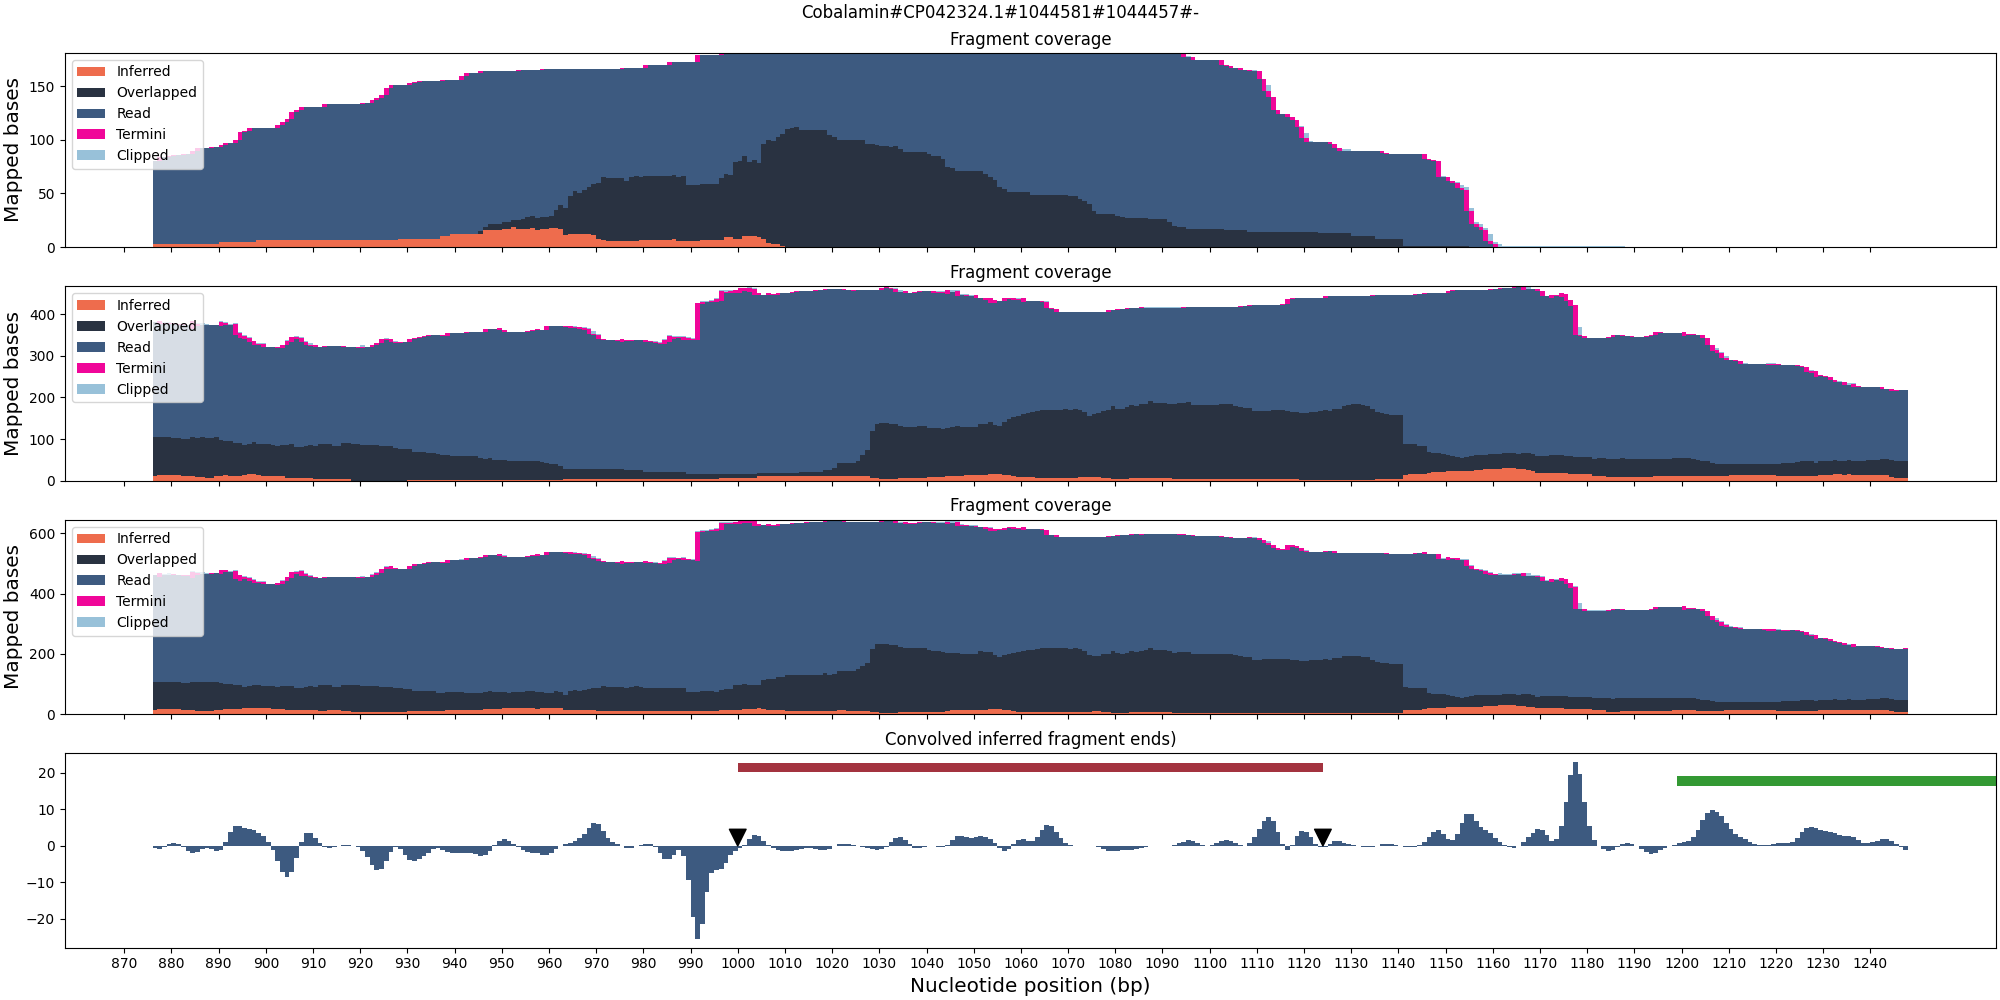 Cobalamin#CP042324.1#1044581#1044457#-
Fragment coverage
Mapped bases
150
100
50
0
Inferred
Overlapped
Read
Termini
Clipped
Fragment coverage
Mapped bases
400
300
200
100
0
Inferred
Overlapped
Read
Termini
Clipped
Fragment coverage
Mapped bases
600
400
200
0
Inferred
Overlapped
Read
Termini
Clipped
Convolved inferred fragment ends)
20
10
0
−10
−20
870 880 890 900 910 920 930 940 950 960 970 980 990 1000 1010 1020 1030 1040 1050 1060 1070 1080 1090 1100 1110 1120 1130 1140 1150 1160 1170 1180 1190 1200 1210 1220 1230 1240
Nucleotide position (bp)